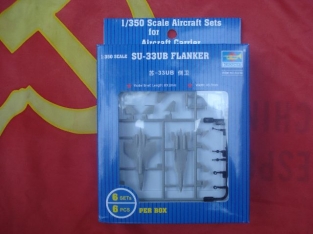 1/350 Scale Aircraft Sets
for
Aircraft Carrier
1/350 SCALE
SU-33UB FLANKER
-33UB
6 SETS
6 PCS
PER BOX